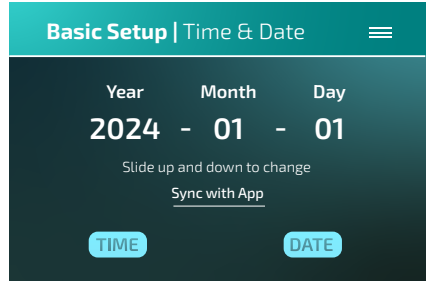 Basic Setup | Time & Date
Year Month Day
2024 - 01 - 01
Slide up and down to change
Sync with App
TIME DATE